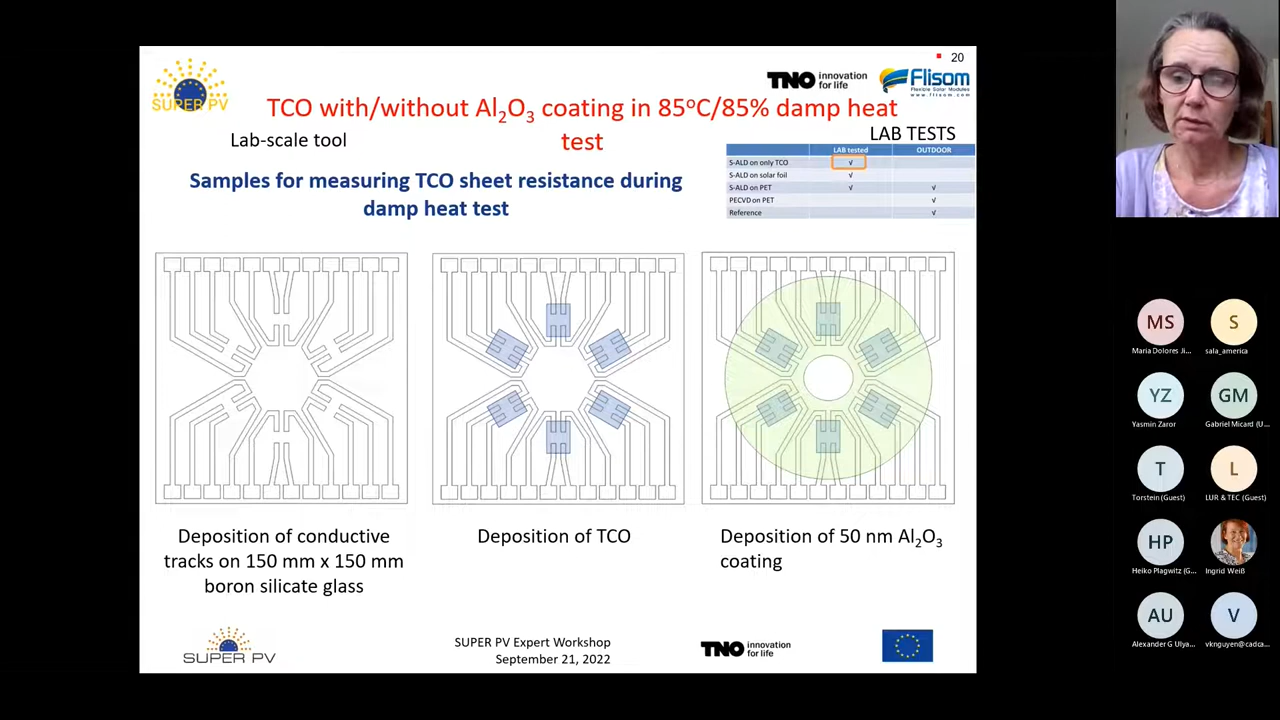 20
SUPER PV
TNO innovation
for life
Flisom
Flexible Solar Modules
www.flisom.com
TCO with/without Al₂O₃ coating in 85°C/85% damp heat
test
Lab-scale tool
LAB TESTS
LAB tested OUTDOOR
S-ALD on only TCO √
S-ALD on solar foil √
S-ALD on PET √ √
PECVD on PET √
Reference √
Samples for measuring TCO sheet resistance during
damp heat test
Deposition of conductive
tracks on 150 mm x 150 mm
boron silicate glass
Deposition of TCO
Deposition of 50 nm Al₂O₃
coating
SUPER PV
SUPER PV Expert Workshop
September 21, 2022
TNO innovation
for life
MS
Maria Dolores Ji...
S
sala_america
YZ
Yasmin Zaror
GM
Gabriel Micard (U...
T
Torstein (Guest)
L
LUR & TEC (Guest)
HP
Heiko Plagwitz (G...
Ingrid Weiß
AU
Alexander G Ulya...
V
vknguyen@cadca...